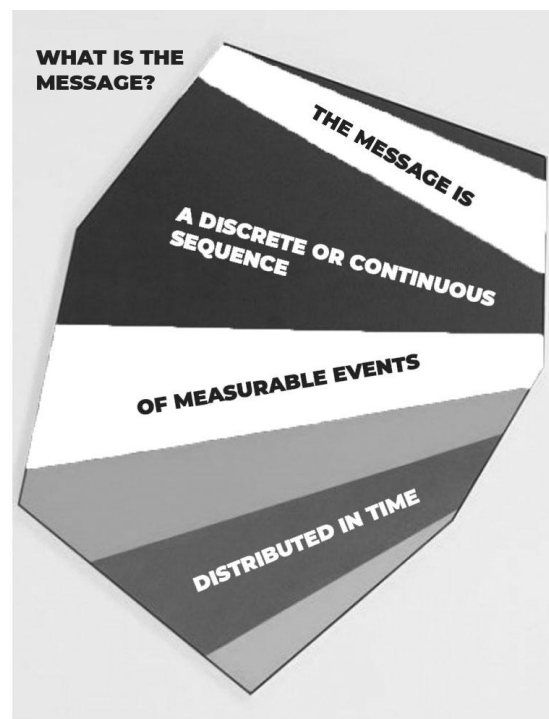 WHAT IS THE
MESSAGE?
THE MESSAGE IS
A DISCRETE OR CONTINUOUS
SEQUENCE
OF MEASURABLE EVENTS
DISTRIBUTED IN TIME